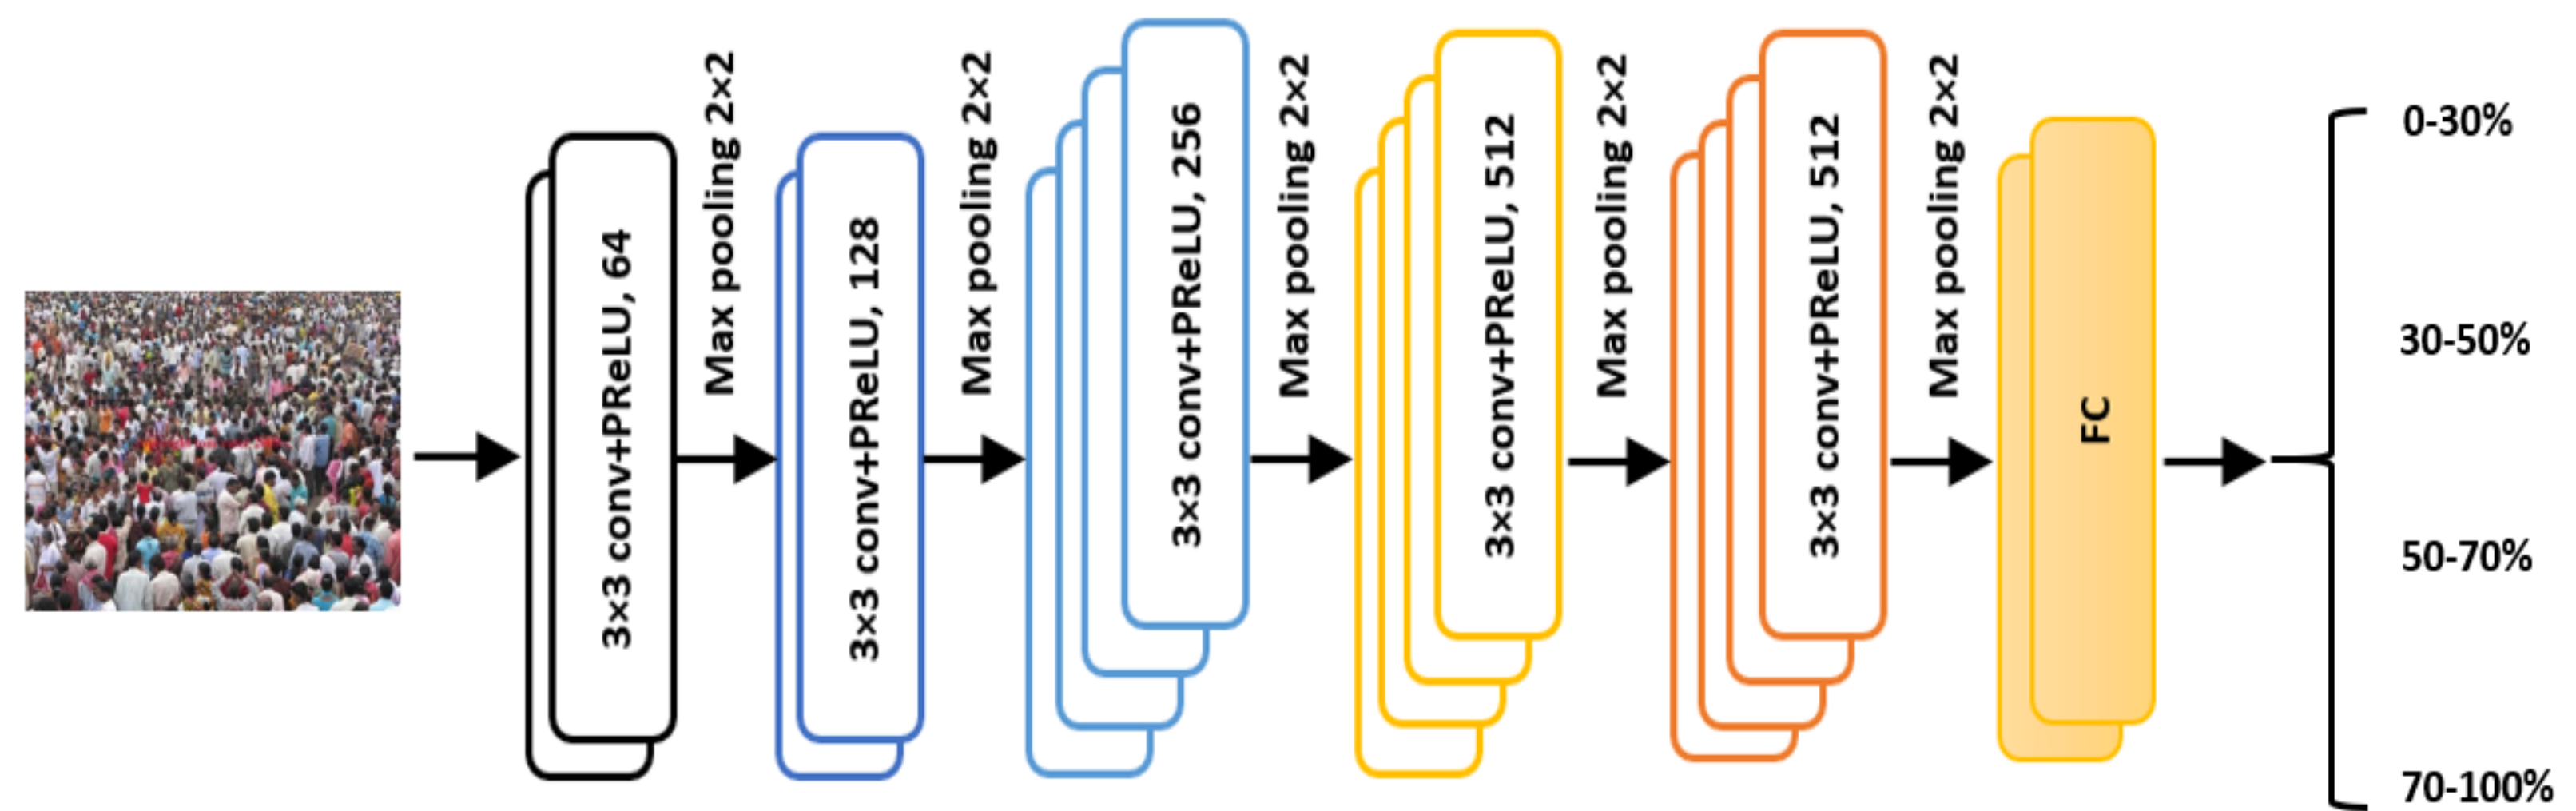 3×3 conv+PReLU, 64
Max pooling 2×2
3×3 conv+PReLU, 128
Max pooling 2×2
3×3 conv+PReLU, 256
Max pooling 2×2
3×3 conv+PReLU, 512
Max pooling 2×2
3×3 conv+PReLU, 512
Max pooling 2×2
FC
0-30%
30-50%
50-70%
70-100%